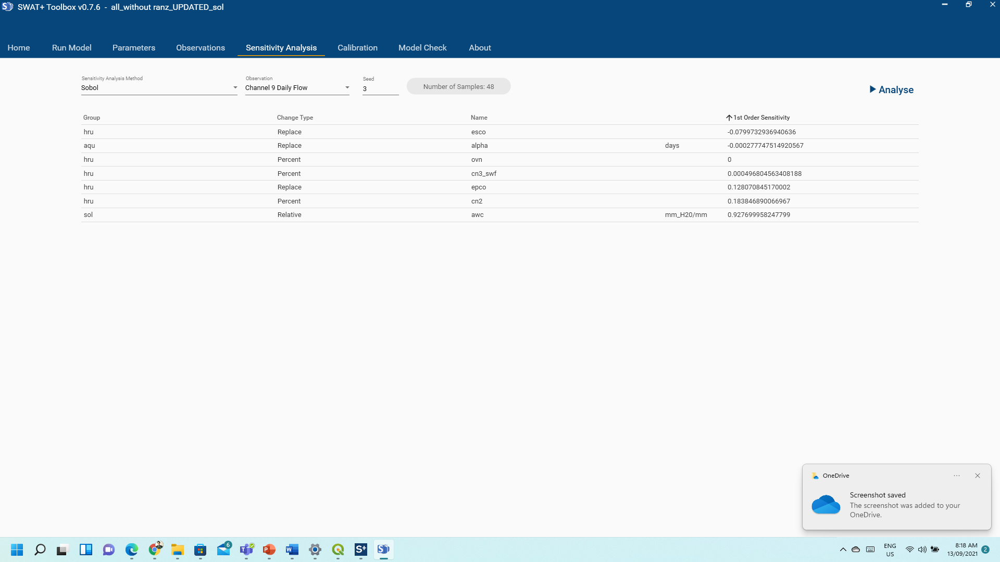 SWAT+ Toolbox v0.7.6 - all_without ranz_UPDATED_sol
Home Run Model Parameters Observations Sensitivity Analysis Calibration Model Check About
Sensitivity Analysis Method Observation Seed
Sobol Channel 9 Daily Flow 3 Number of Samples: 48 Analyse
Group Change Type Name 1st Order Sensitivity
hru Replace esco -0.0799732936940636
aqu Replace alpha days -0.000277747514920567
hru Percent ovn 0
hru Percent cn3_swf 0.000496804563408188
hru Replace epco 0.128070845170002
hru Percent cn2 0.183846890066967
sol Relative awc mm_H20/mm 0.927699958247799
OneDrive
Screenshot saved
The screenshot was added to your
OneDrive.
6
ENG
US
8:18 AM
13/09/2021
2